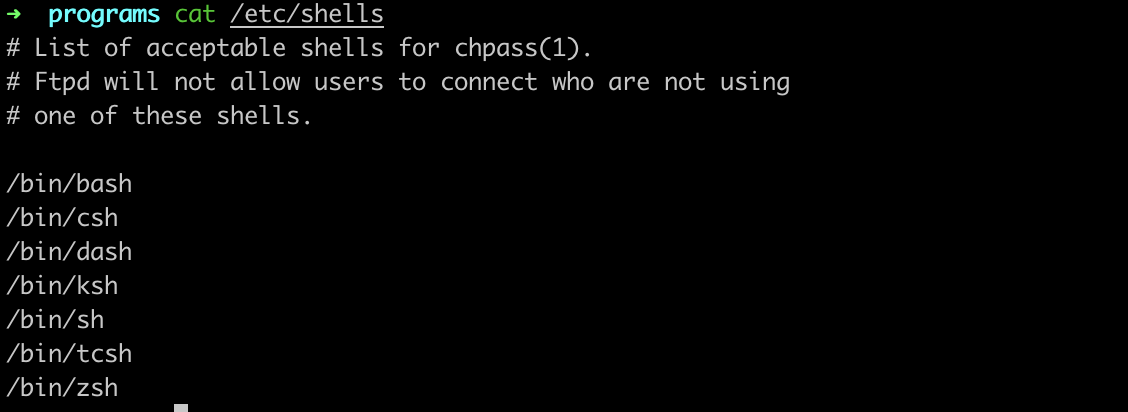 ➜  programs cat /etc/shells
# List of acceptable shells for chpass(1).
# Ftpd will not allow users to connect who are not using
# one of these shells.

/bin/bash
/bin/csh
/bin/dash
/bin/ksh
/bin/sh
/bin/tcsh
/bin/zsh